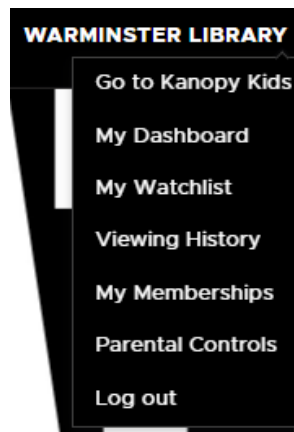 WARMINSTER LIBRARY
Go to Kanopy Kids
My Dashboard
My Watchlist
Viewing History
My Memberships
Parental Controls
Log out